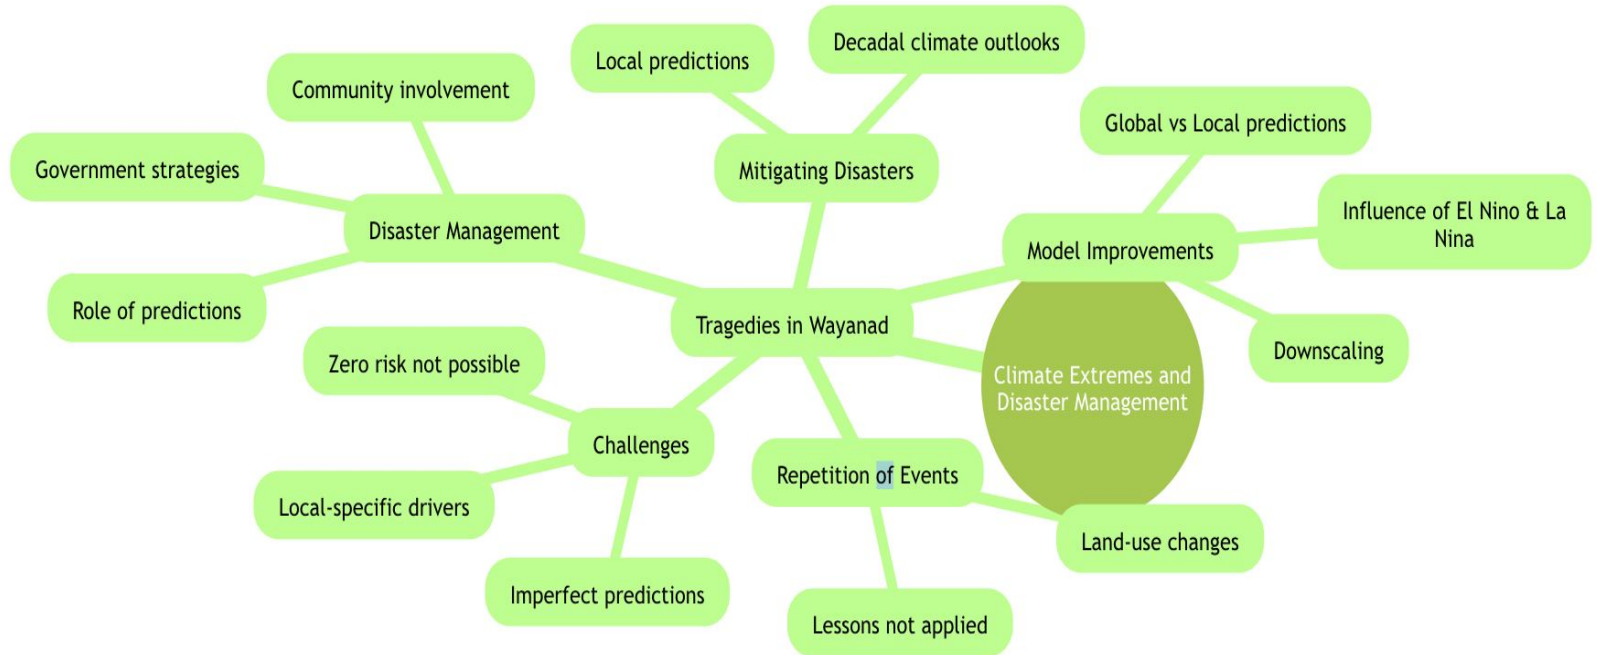 Decadal climate outlooks
Local predictions
Community involvement
Global vs Local predictions
Government strategies
Mitigating Disasters
Influence of El Nino & La
Nina
Disaster Management
Model Improvements
Role of predictions
Tragedies in Wayanad
Downscaling
Zero risk not possible
Climate Extremes and
Disaster Management
Challenges
Repetition of Events
Local-specific drivers
Land-use changes
Imperfect predictions
Lessons not applied